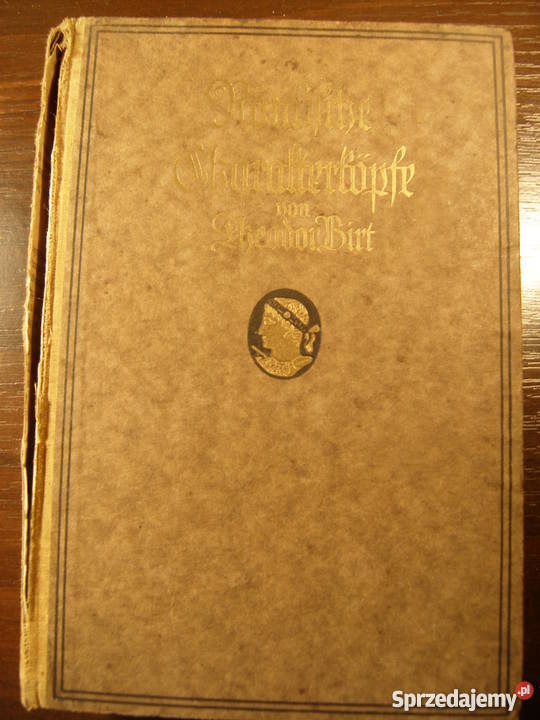 Römische
Charakterköpfe
von
Theodor Birt
Sprzedajemy.pl